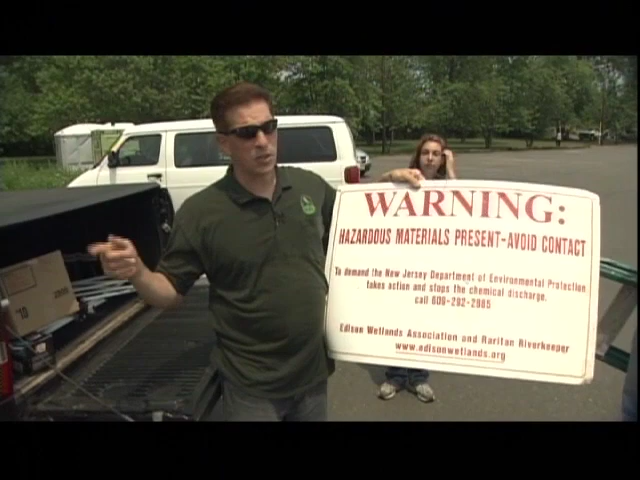 WARNING:
HAZARDOUS MATERIALS PRESENT-AVOID CONTACT
To demand the New Jersey Department of Environmental Protection
takes action and stops the chemical discharge.
call 609-292-2985
Edison Wetlands Association and Raritan Riverkeeper
www.edisonwetlands.org